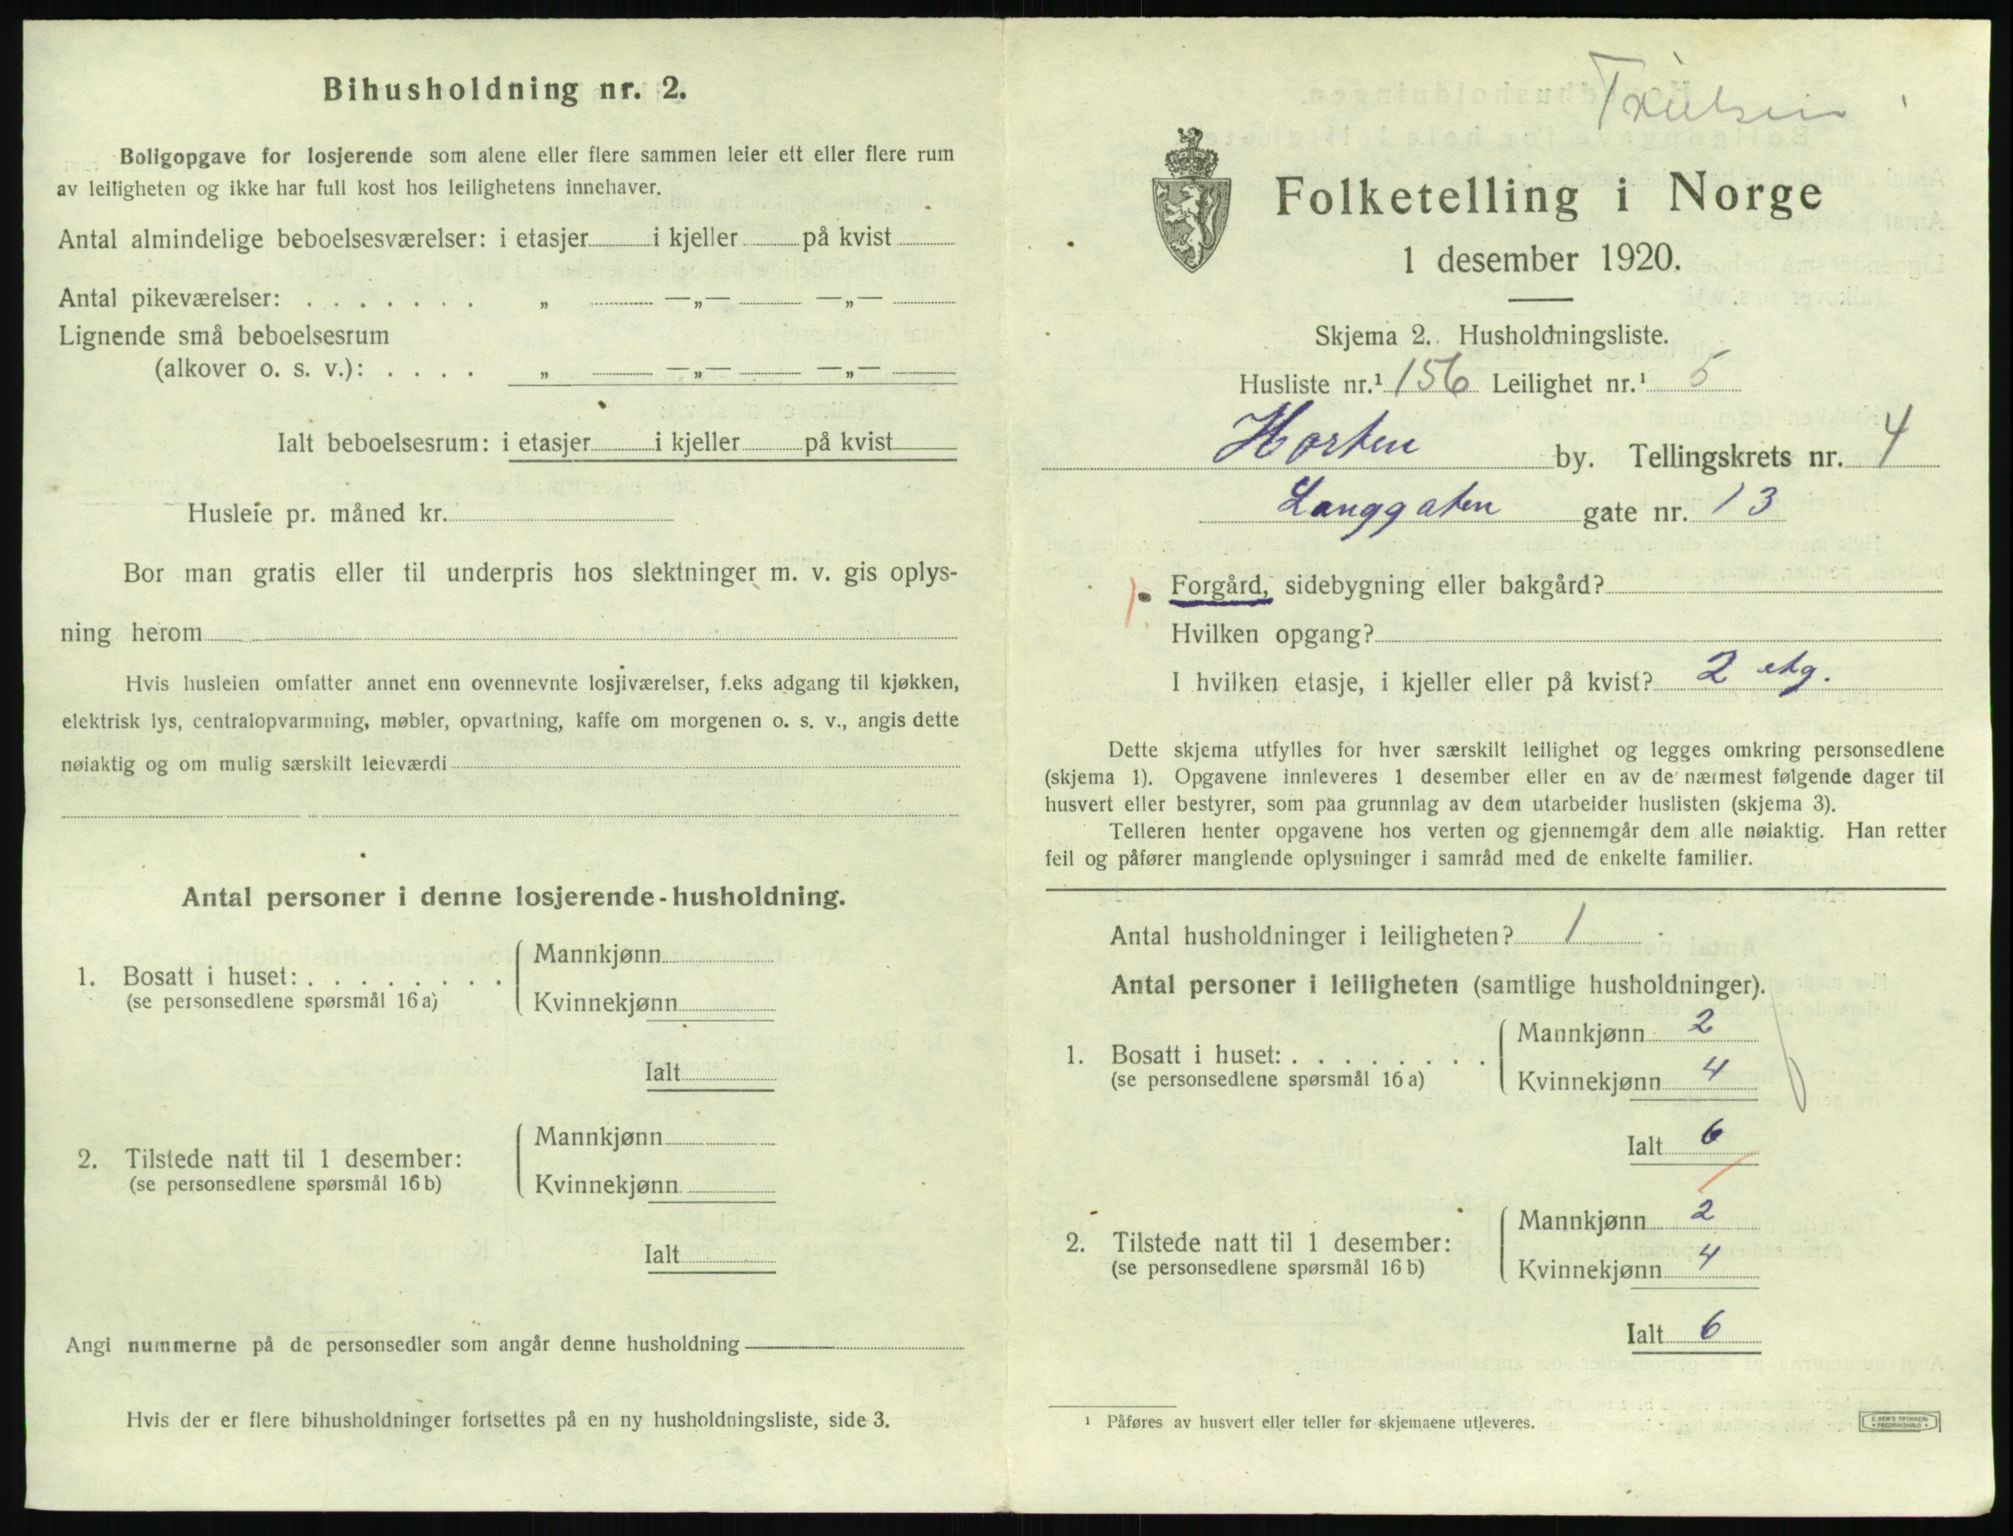 Bihusholdning nr. 2.
Boligopgave for losjerende som alene eller flere sammen leier ett eller flere rum
av leiligheten og ikke har full kost hos leilighetens innehaver.
Antal almindelige beboelsesværelser: i etasjer i kjeller på kvist
Antal pikeværelser: . . . . . . . „ —„— —„—
Lignende små beboelsesrum
(alkover o. s. v.): . . . . „ —„— —„—
Ialt beboelsesrum: i etasjer i kjeller på kvist
Husleie pr. måned kr.
Bor man gratis eller til underpris hos slektninger m. v. gis oplys-
ning herom
Hvis husleien omfatter annet enn ovennevnte losjiværelser, f.eks adgang til kjøkken,
elektrisk lys, centralopvarmning, møbler, opvartning, kaffe om morgenen o. s. v., angis dette
nøiaktig og om mulig særskilt leieværdi
Antal personer i denne losjerende-husholdning.
1. Bosatt i huset: . . . . . . . .
(se personsedlene spørsmål 16 a)
Mannkjønn
Kvinnekjønn
Ialt
2. Tilstede natt til 1 desember:
(se personsedlene spørsmål 16 b)
Mannkjønn
Kvinnekjønn
Ialt
Angi nummerne på de personsedler som angår denne husholdning
Hvis der er flere bihusholdninger fortsettes på en ny husholdningsliste, side 3.
Folketelling i Norge
1 desember 1920.
Skjema 2. Husholdningsliste.
Husliste nr.¹ 156 Leilighet nr.¹ 5
Horten by. Tellingskrets nr. 4
Langgaten gate nr. 13
Forgård, sidebygning eller bakgård?
Hvilken opgang?
I hvilken etasje, i kjeller eller på kvist? 2 etg.
Dette skjema utfylles for hver særskilt leilighet og legges omkring personsedlene
(skjema 1). Opgavene innleveres 1 desember eller en av de nærmest følgende dager til
husvert eller bestyrer, som paa grunnlag av dem utarbeider huslisten (skjema 3).
Telleren henter opgavene hos verten og gjennemgår dem alle nøiaktig. Han retter
feil og påfører manglende oplysninger i samråd med de enkelte familier.
Antal husholdninger i leiligheten? 1
Antal personer i leiligheten (samtlige husholdninger).
1. Bosatt i huset: . . . . . . . .
(se personsedlene spørsmål 16 a)
Mannkjønn 2
Kvinnekjønn 4
Ialt 6
2. Tilstede natt til 1 desember:
(se personsedlene spørsmål 16 b)
Mannkjønn 2
Kvinnekjønn 4
Ialt 6
¹ Påføres av husvert eller teller før skjemaene utleveres.